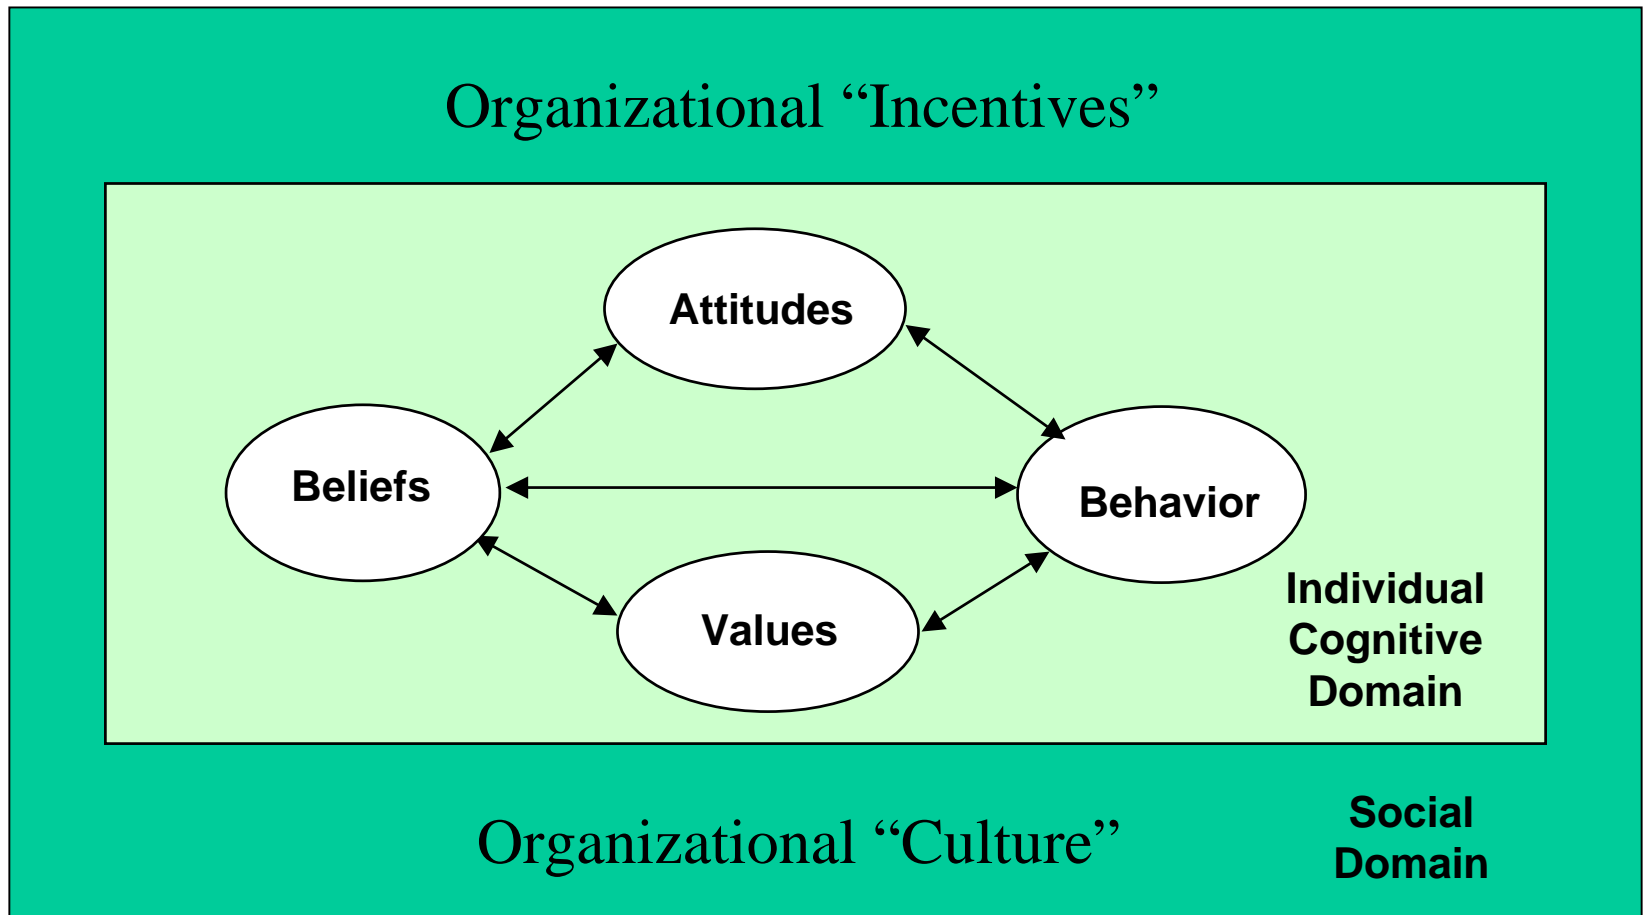 Organizational “Incentives”
Attitudes
Beliefs
Behavior
Values
Individual
Cognitive
Domain
Organizational “Culture”
Social
Domain